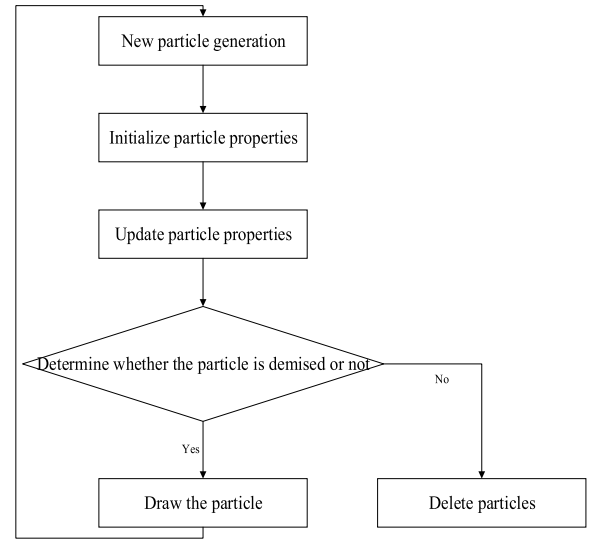 New particle generation
Initialize particle properties
Update particle properties
Determine whether the particle is demised or not
No
Yes
Draw the particle
Delete particles